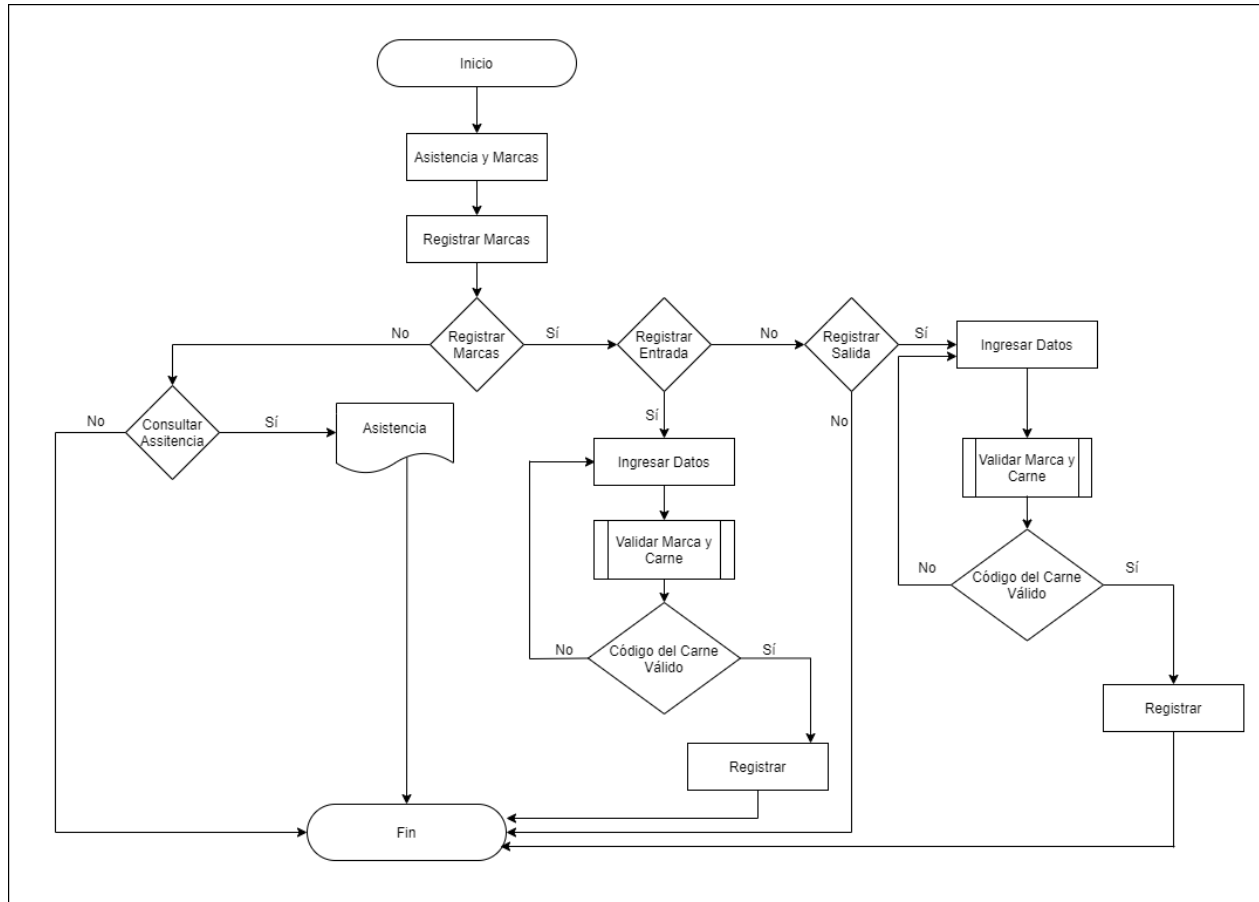 Inicio
Asistencia y Marcas
Registrar Marcas
No
Registrar
Marcas
Sí
Registrar
Entrada
No
Registrar
Salida
Sí
Ingresar Datos
No
Consultar
Assitencia
Sí
Asistencia
Sí
No
Ingresar Datos
Validar Marca y
Carne
Validar Marca y
Carne
No
Código del Carne
Válido
Sí
No
Código del Carne
Válido
Sí
Registrar
Registrar
Fin